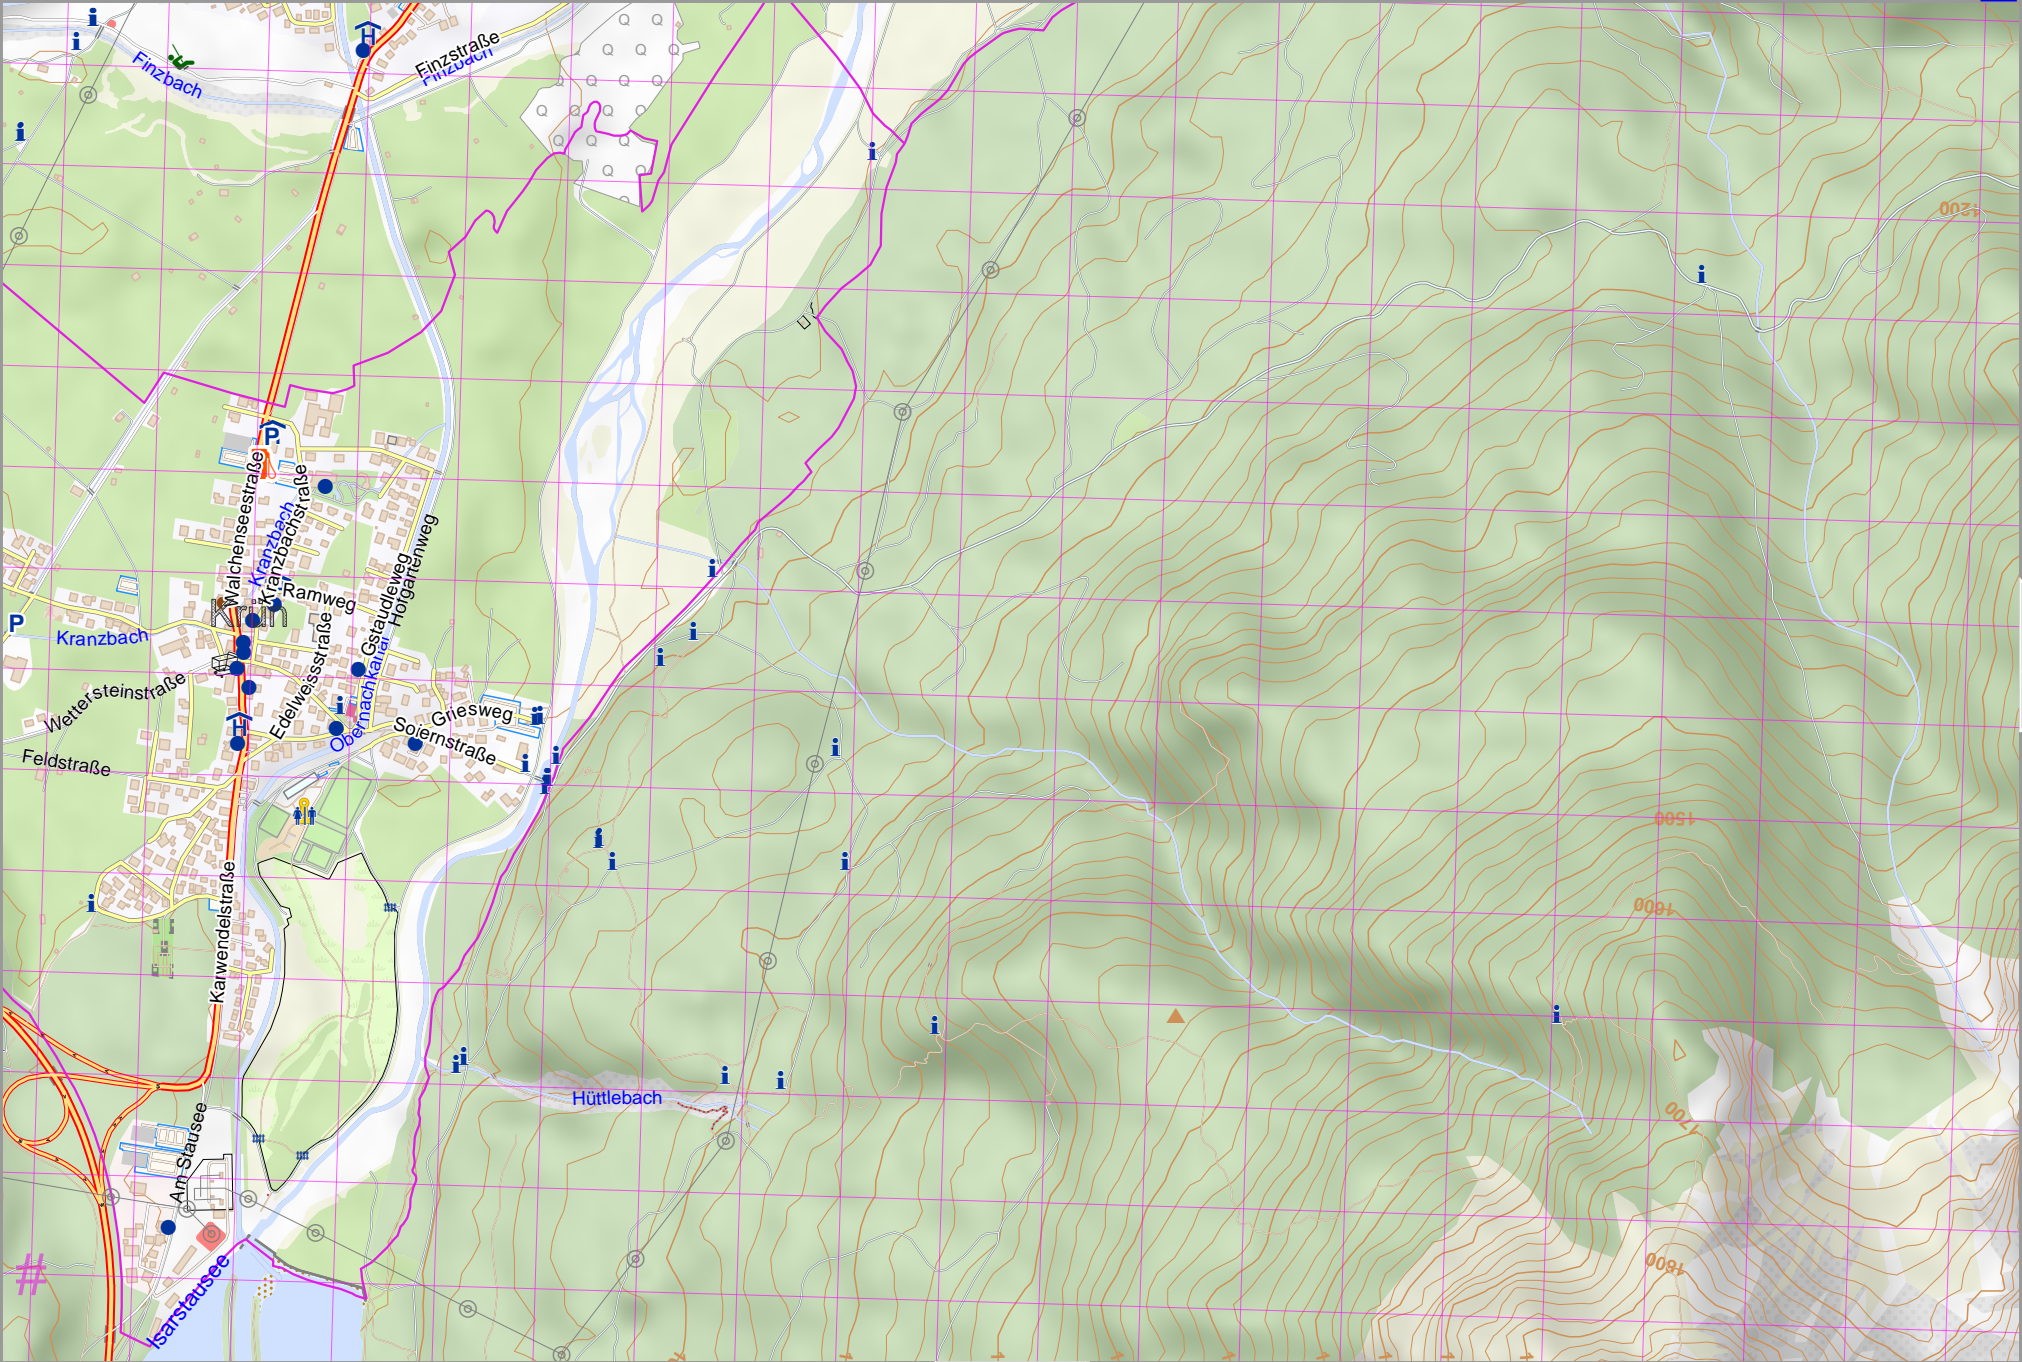 Finzbach
Finzstraße
Finzbach
H
1200
P
Walchenseestraße
Kranzbach
Kranzbachstraße
Hofgartenweg
Gstaudleweg
Ramweg
Krün
P
Kranzbach
Edelweissstraße
Obernachkanal
Wettersteinstraße
Griesweg
Soiernstraße
H
Feldstraße
1500
Karwendelstraße
1600
Hüttlebach
1700
Am Stausee
1800
Isarstausee
#